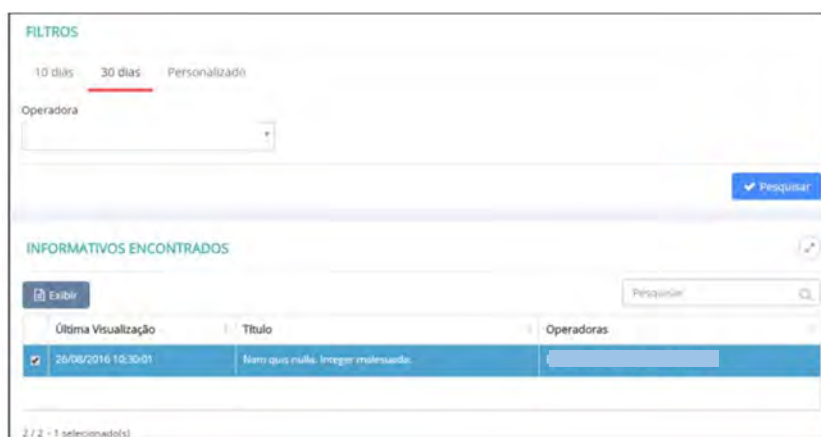 FILTROS
10 dias 30 dias Personalizado
Operadora
Pesquisar
INFORMATIVOS ENCONTRADOS
Exibir Pesquisar
Última Visualização Título Operadoras
26/08/2016 10:30:01 Nam quis nulla. Integer malesuada.
2 / 2 - 1 selecionado(s)